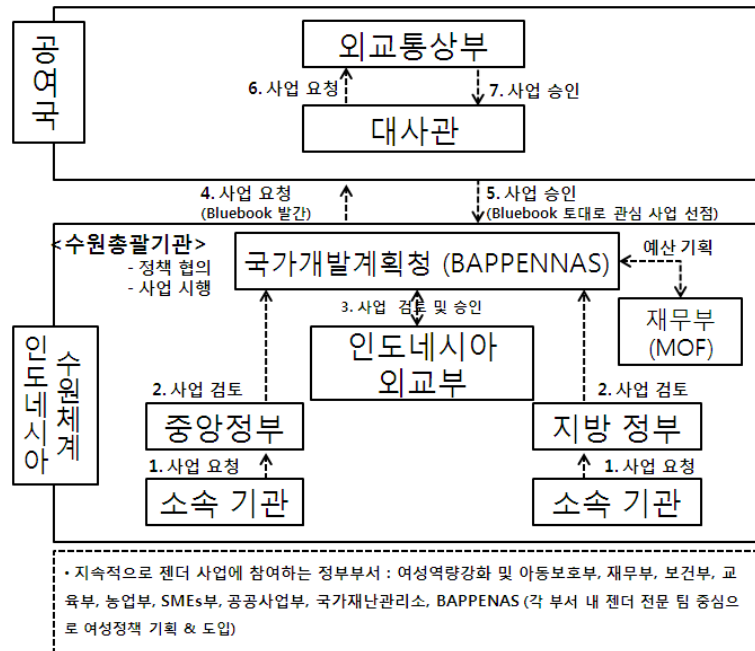 공여국
외교통상부
6. 사업 요청
7. 사업 승인
대사관
4. 사업 요청
(Bluebook 발간)
5. 사업 승인
(Bluebook 토대로 관심 사업 선점)
<수원총괄기관>
- 정책 협의
- 사업 시행
국가개발계획청 (BAPPENNAS)
예산 기획
3. 사업 검토 및 승인
재무부
(MOF)
인도네시아
외교부
인도네시아
수원체계
2. 사업 검토
2. 사업 검토
중앙정부
지방 정부
1. 사업 요청
1. 사업 요청
소속 기관
소속 기관
• 지속적으로 젠더 사업에 참여하는 정부부서 : 여성역량강화 및 아동보호부, 재무부, 보건부, 교
육부, 농업부, SMEs부, 공공사업부, 국가재난관리소, BAPPENAS (각 부서 내 젠더 전문 팀 중심으
로 여성정책 기획 & 도입)